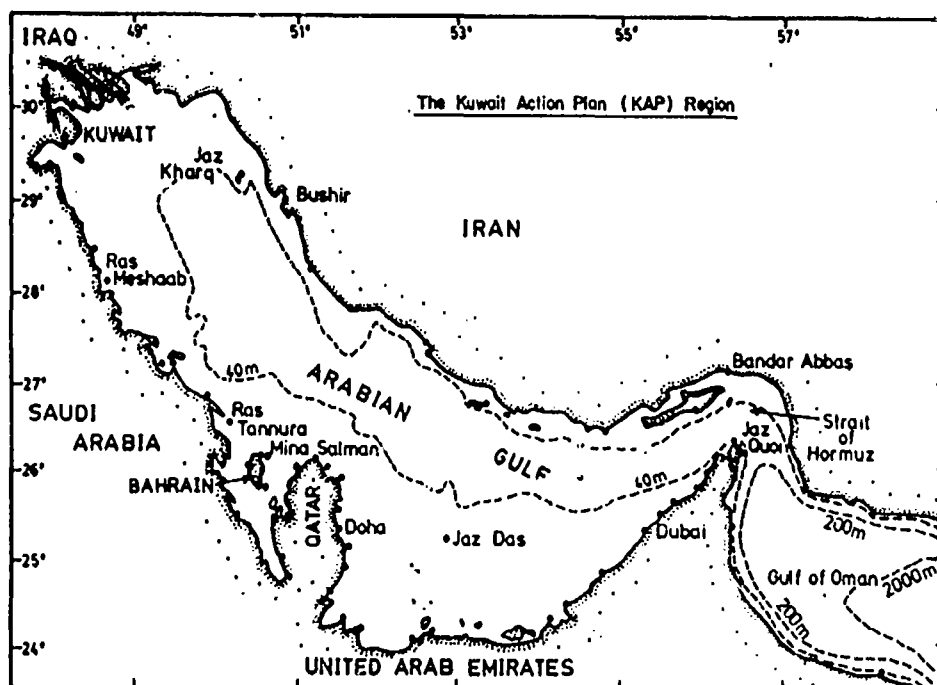 49°
51°
53°
55°
57°
IRAQ
30°
The Kuwait Action Plan (KAP) Region
KUWAIT
Jaz
Kharq
29°
Bushir
IRAN
Ras
Meshaab
28°
40m
ARABIAN
Bandar Abbas
27°
SAUDI
ARABIA
Ras
Tannura
Strait
of
Hormuz
Mina Salman
GULF
Jaz
Quoi
26°
BAHRAIN
40m
QATAR
Doha
Dubai
200m
Jaz Das
25°
Gulf of Oman
2000m
200m
24°
UNITED ARAB EMIRATES